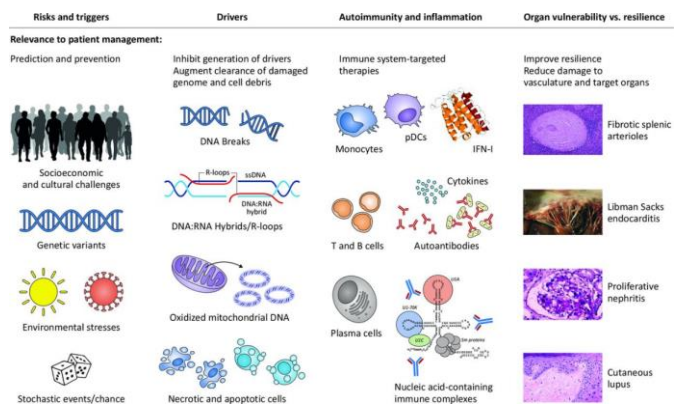 Risks and triggers
Drivers
Autoimmunity and inflammation
Organ vulnerability vs. resilience
Relevance to patient management:
Prediction and prevention
Inhibit generation of drivers
Augment clearance of damaged
genome and cell debris
Immune system-targeted
therapies
Improve resilience
Reduce damage to
vasculature and target organs
Socioeconomic
and cultural challenges
Genetic variants
Environmental stresses
Stochastic events/chance
DNA Breaks
R-loops
ssDNA
DNA:RNA
hybrid
DNA:RNA Hybrids/R-loops
Oxidized mitochondrial DNA
Necrotic and apoptotic cells
Monocytes
pDCs
IFN-I
Cytokines
T and B cells
Autoantibodies
Plasma cells
Nucleic acid-containing
immune complexes
Fibrotic splenic
arterioles
Libman Sacks
endocarditis
Proliferative
nephritis
Cutaneous
lupus